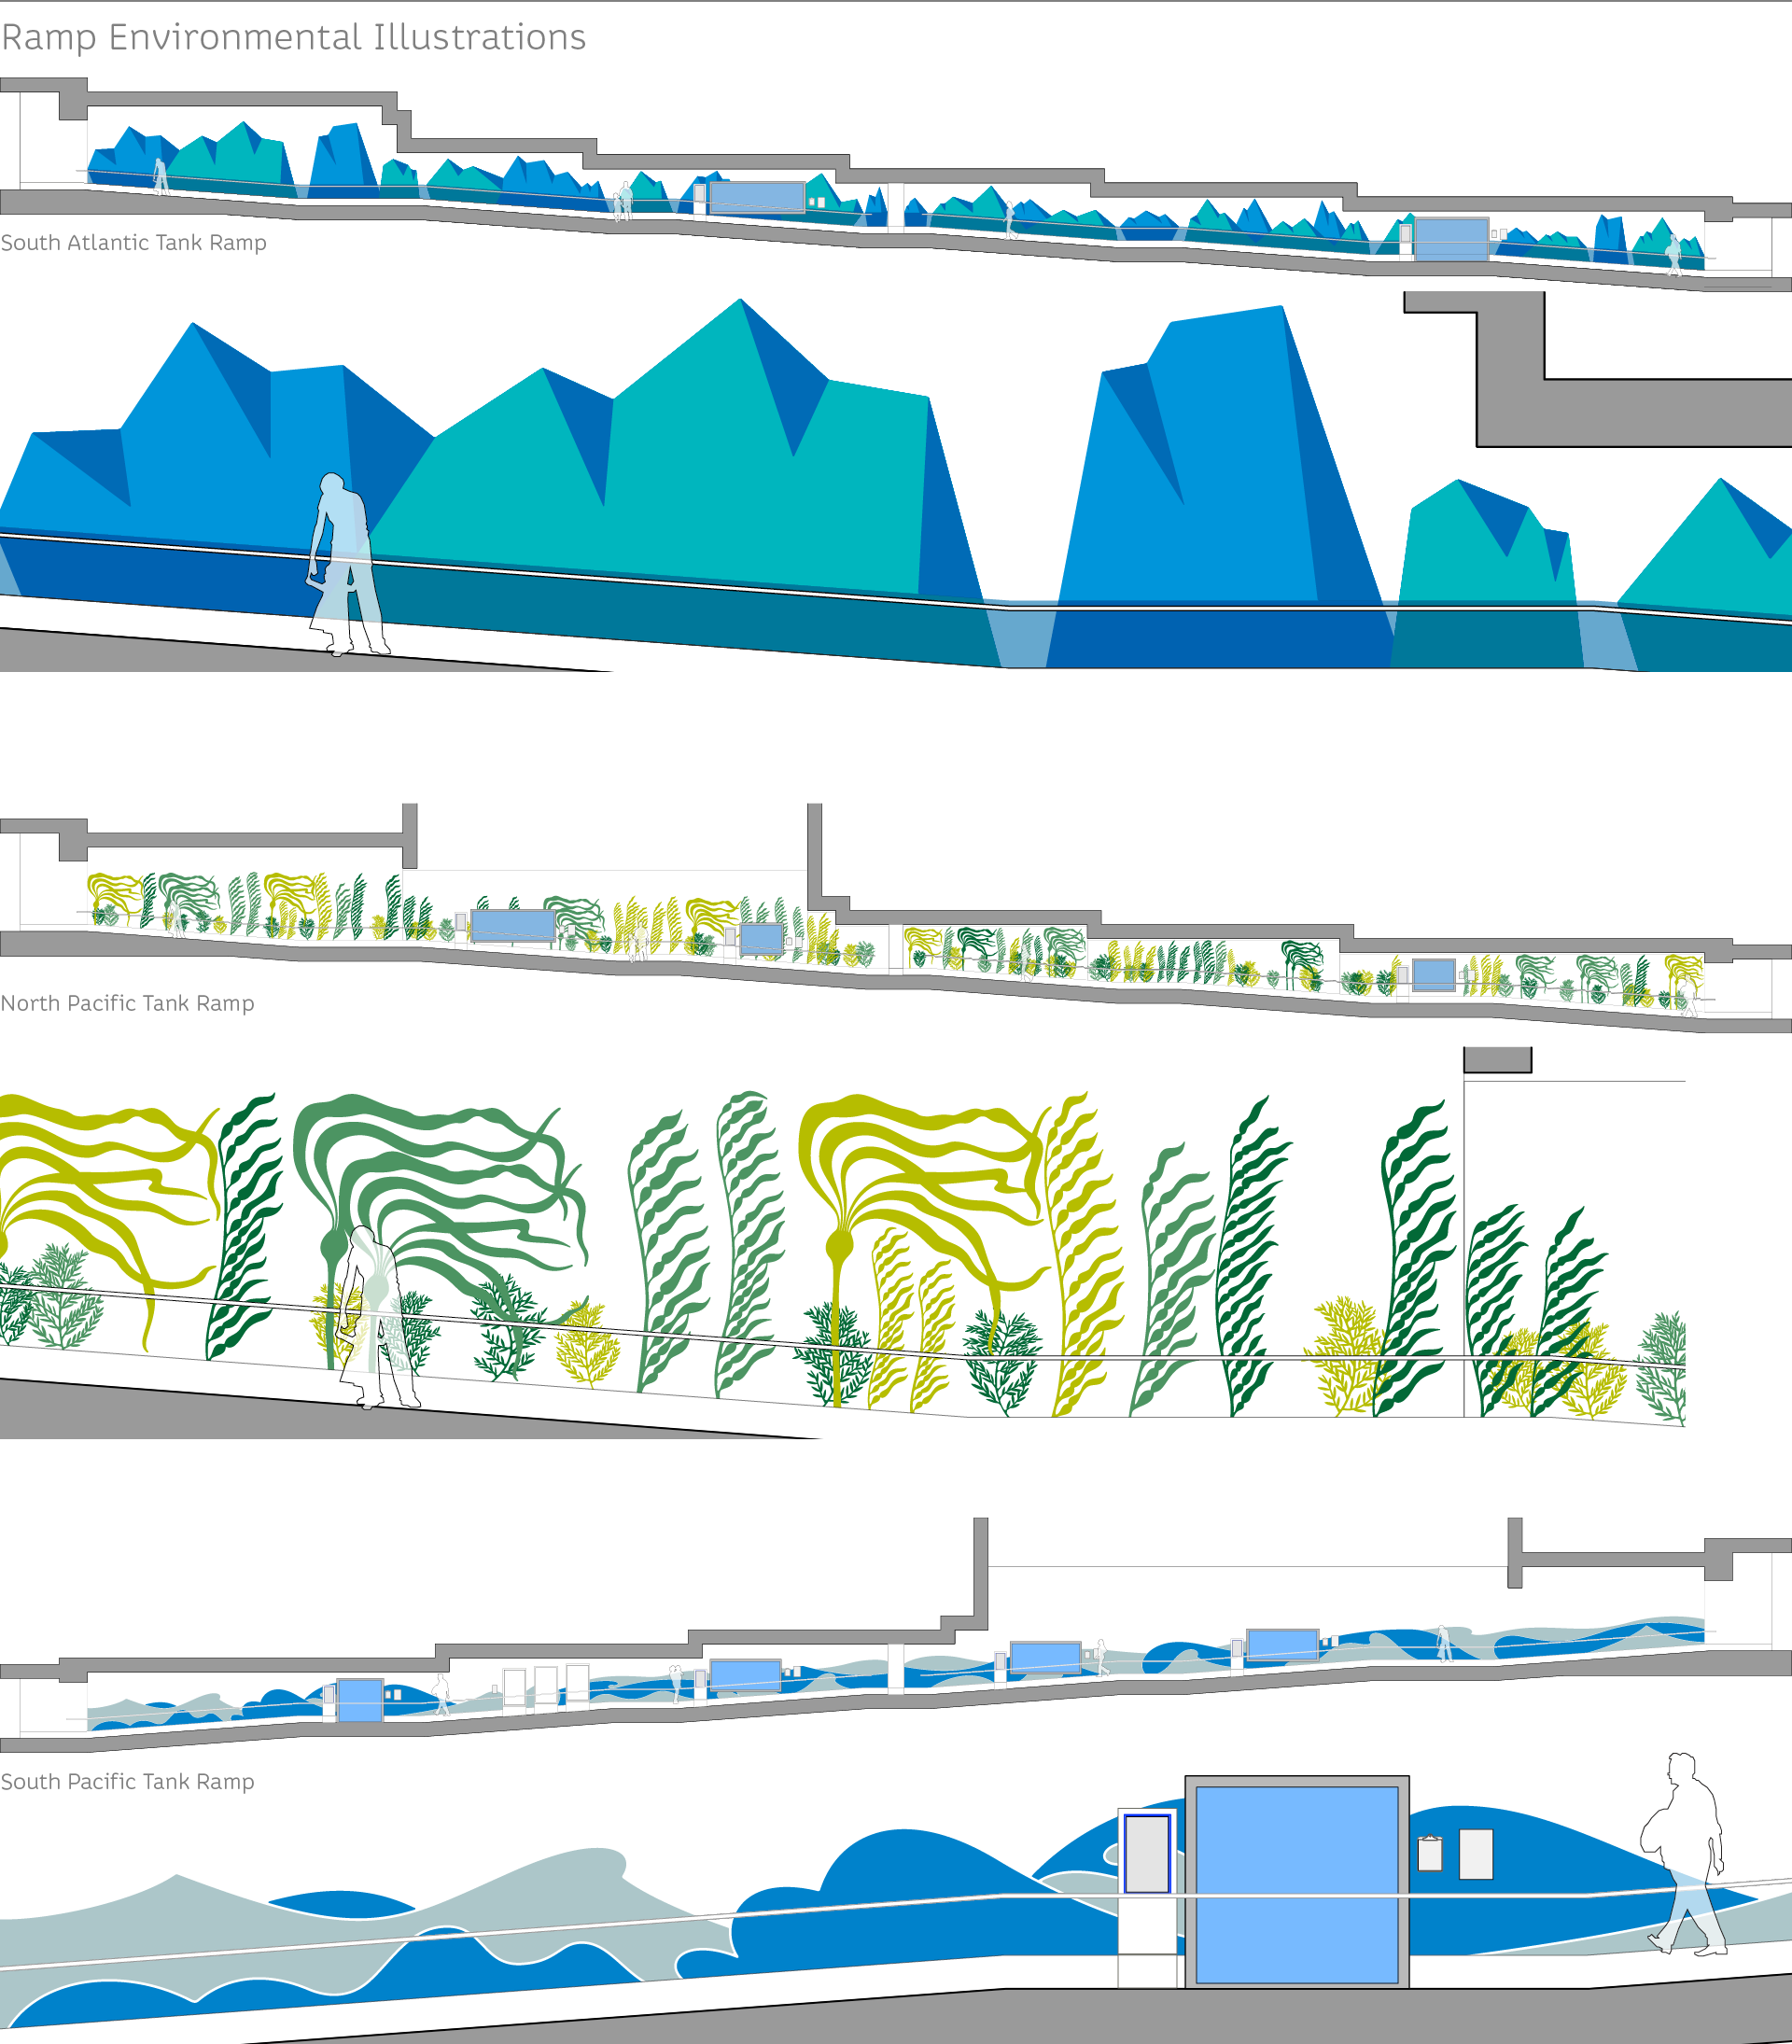 Ramp Environmental Illustrations
South Atlantic Tank Ramp
North Pacific Tank Ramp
South Pacific Tank Ramp